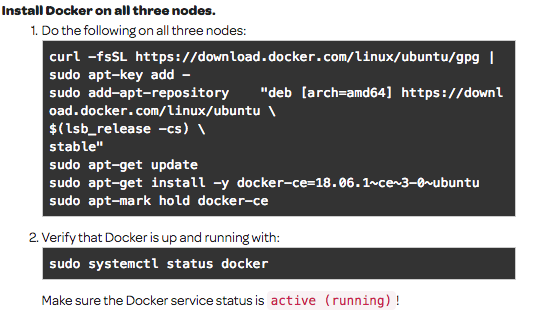 Install Docker on all three nodes.
1. Do the following on all three nodes:
curl -fsSL https://download.docker.com/linux/ubuntu/gpg |
sudo apt-key add -
sudo add-apt-repository    "deb [arch=amd64] https://downl
oad.docker.com/linux/ubuntu \
$(lsb_release -cs) \
stable"
sudo apt-get update
sudo apt-get install -y docker-ce=18.06.1~ce~3-0~ubuntu
sudo apt-mark hold docker-ce
2. Verify that Docker is up and running with:
sudo systemctl status docker
Make sure the Docker service status is active (running)!